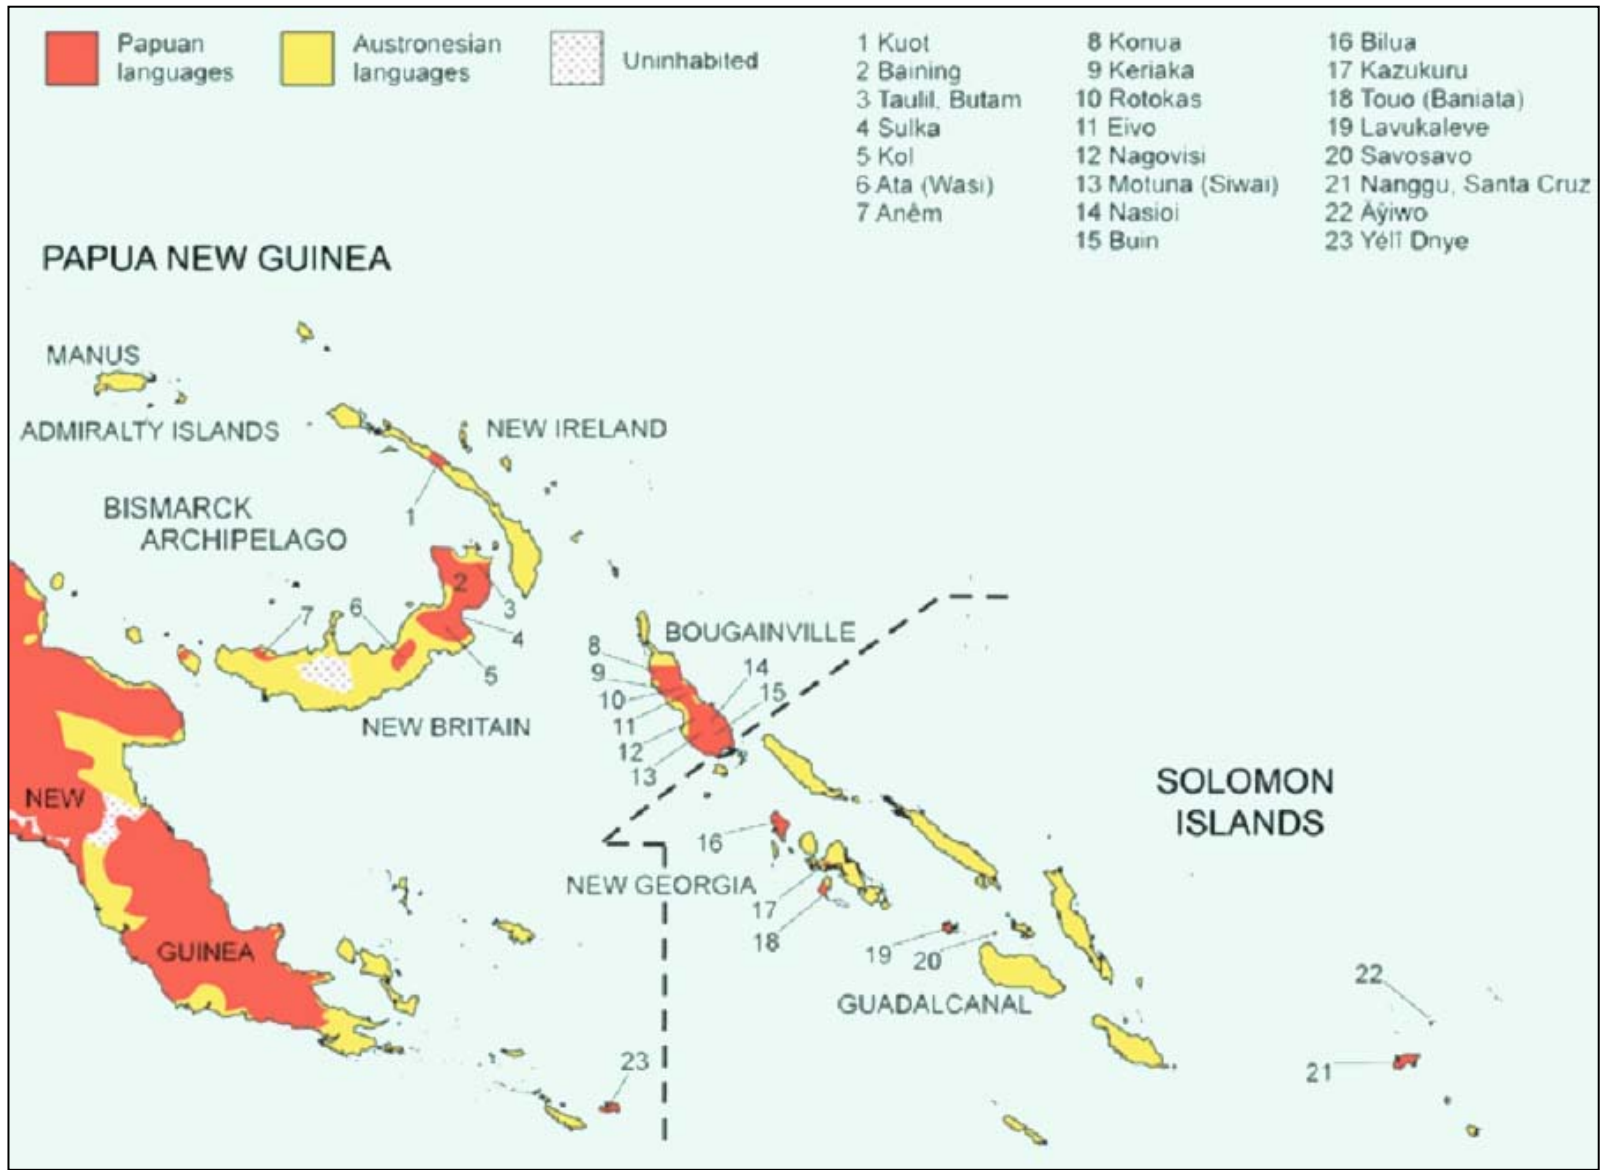 Papuan
languages
Austronesian
languages
Uninhabited
1 Kuot
2 Baining
3 Taulil, Butam
4 Sulka
5 Kol
6 Ata (Wasi)
7 Anêm
8 Konua
9 Keriaka
10 Rotokas
11 Eivo
12 Nagovisi
13 Motuna (Siwai)
14 Nasioi
15 Buin
16 Bilua
17 Kazukuru
18 Touo (Baniata)
19 Lavukaleve
20 Savosavo
21 Nanggu, Santa Cruz
22 Äŷiwo
23 Yélî Dnye
PAPUA NEW GUINEA
MANUS
ADMIRALTY ISLANDS
NEW IRELAND
BISMARCK
ARCHIPELAGO
1
2
3
4
5
6
7
NEW BRITAIN
BOUGAINVILLE
8
9
10
11
12
13
14
15
NEW
GUINEA
SOLOMON
ISLANDS
16
NEW GEORGIA
17
18
19
20
GUADALCANAL
22
21
23